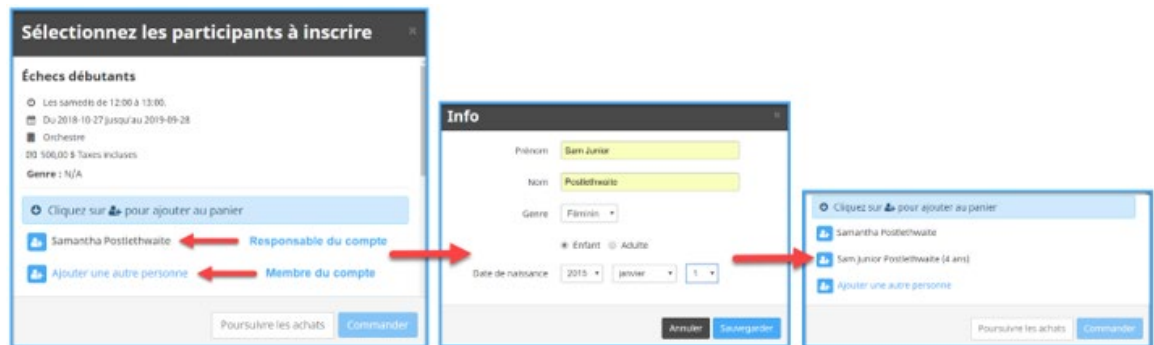 Sélectionnez les participants à inscrire
Échecs débutants
Les samedis de 12:00 à 13:00.
Du 2018-10-27 jusqu'au 2019-09-28
Orchestre
506,00 $ Taxes incluses
Genre : N/A
Cliquez sur pour ajouter au panier
Samantha Postlethwaite Responsable du compte
Ajouter une autre personne Membre du compte
Poursuivre les achats Commander
Info
Prénom Sam Junior
Nom Postlethwaite
Genre Féminin
Enfant Adulte
Date de naissance 2015 janvier 1
Annuler Sauvegarder
Cliquez sur pour ajouter au panier
Samantha Postlethwaite
Sam Junior Postlethwaite (4 ans)
Ajouter une autre personne
Poursuivre les achats Commander